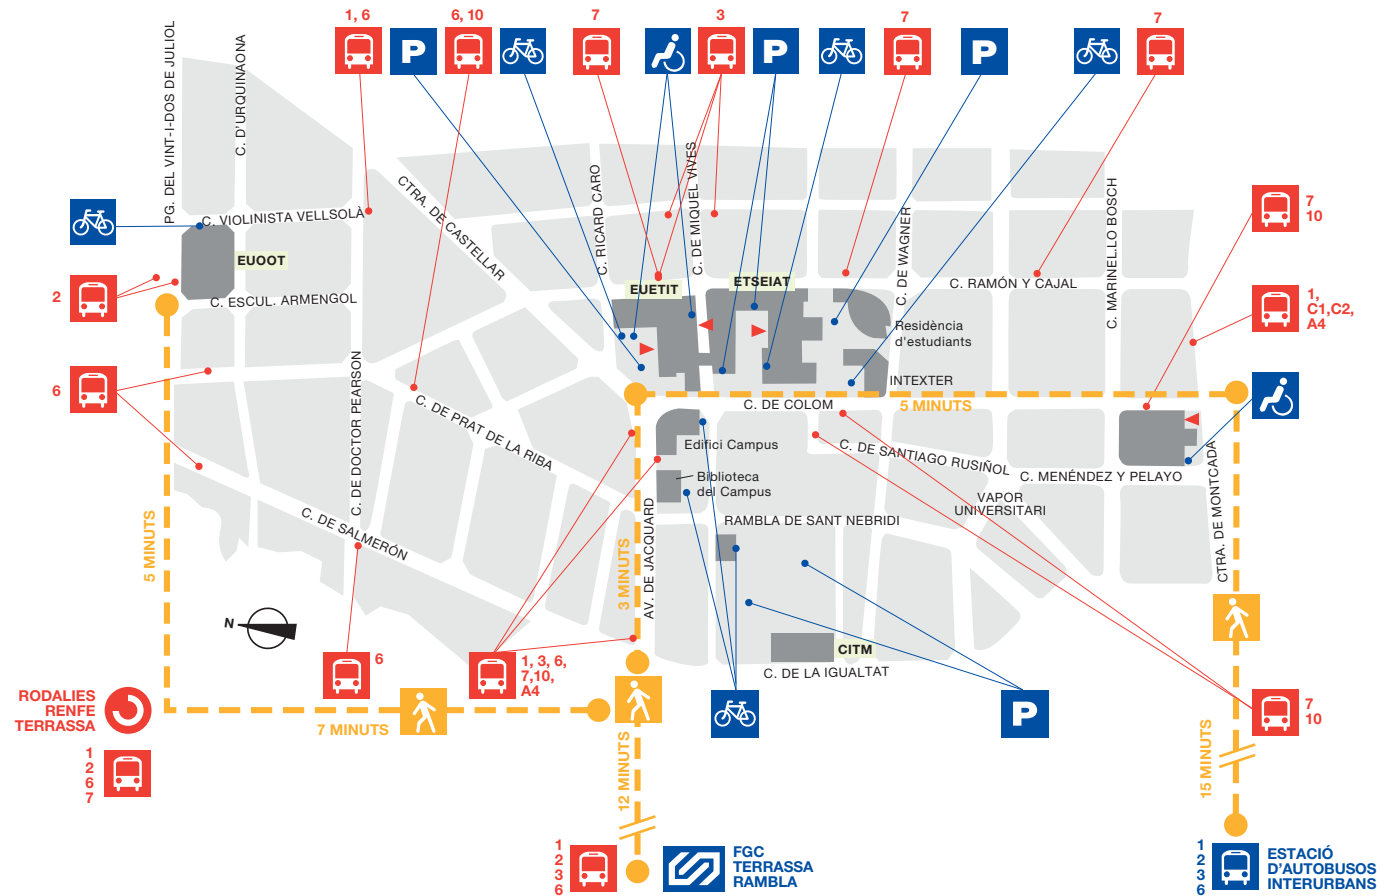 1, 6
6, 10
7
3
7
7
P
P
P
PG. DEL VINT-I-DOS DE JULIOL
C. D'URQUINAONA
C. VIOLINISTA VELLSOLÀ
EUOOT
C. ESCUL. ARMENGOL
2
6
CTRA. DE CASTELLAR
C. RICARD CARO
C. DE MIQUEL VIVES
EUETIT
ETSEIAT
C. DE WAGNER
C. RAMÓN Y CAJAL
C. MARINEL.LO BOSCH
7
10
1,
C1,C2,
A4
Residència
d'estudiants
INTEXTER
C. DE COLOM
5 MINUTS
C. DE DOCTOR PEARSON
C. DE PRAT DE LA RIBA
Edifici Campus
Biblioteca
del Campus
C. DE SANTIAGO RUSIÑOL
C. MENÉNDEZ Y PELAYO
VAPOR
UNIVERSITARI
RAMBLA DE SANT NEBRIDI
CTRA. DE MONTCADA
C. DE SALMERÓN
5 MINUTS
3 MINUTS
AV. DE JACQUARD
N
CITM
C. DE LA IGUALTAT
6
1, 3, 6,
7,10,
A4
P
7
10
RODALIES
RENFE
TERRASSA
7 MINUTS
1
2
6
7
12 MINUTS
15 MINUTS
1
2
3
6
FGC
TERRASSA
RAMBLA
1
2
3
6
ESTACIÓ
D'AUTOBUSOS
INTERURBANS